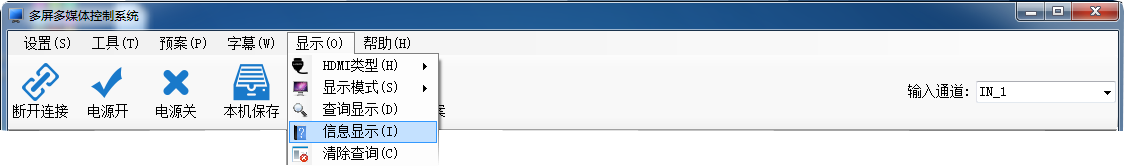 多屏多媒体控制系统
设置(S) 工具(T) 预案(P) 字幕(W) 显示(O) 帮助(H)
HDMI类型(H)
显示模式(S)
查询显示(D)
信息显示(I)
清除查询(C)
断开连接 电源开 电源关 本机保存 案
输入通道: IN_1